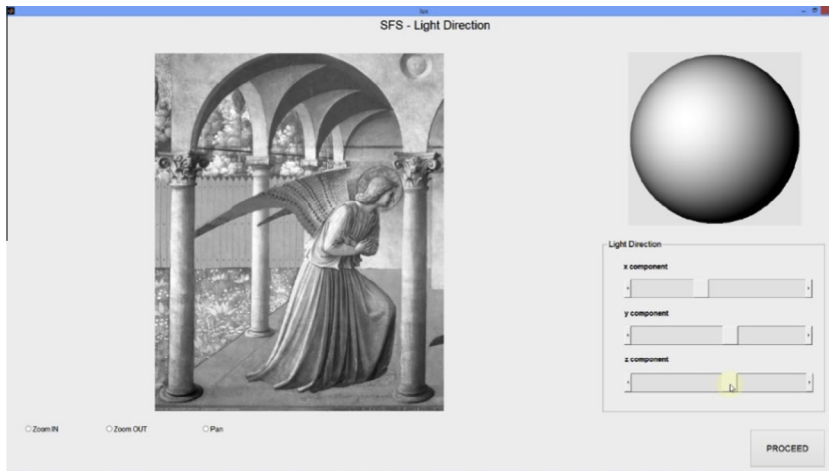 SFS - Light Direction
Light Direction
x component
y component
z component
Zoom IN
Zoom OUT
Pan
PROCEED